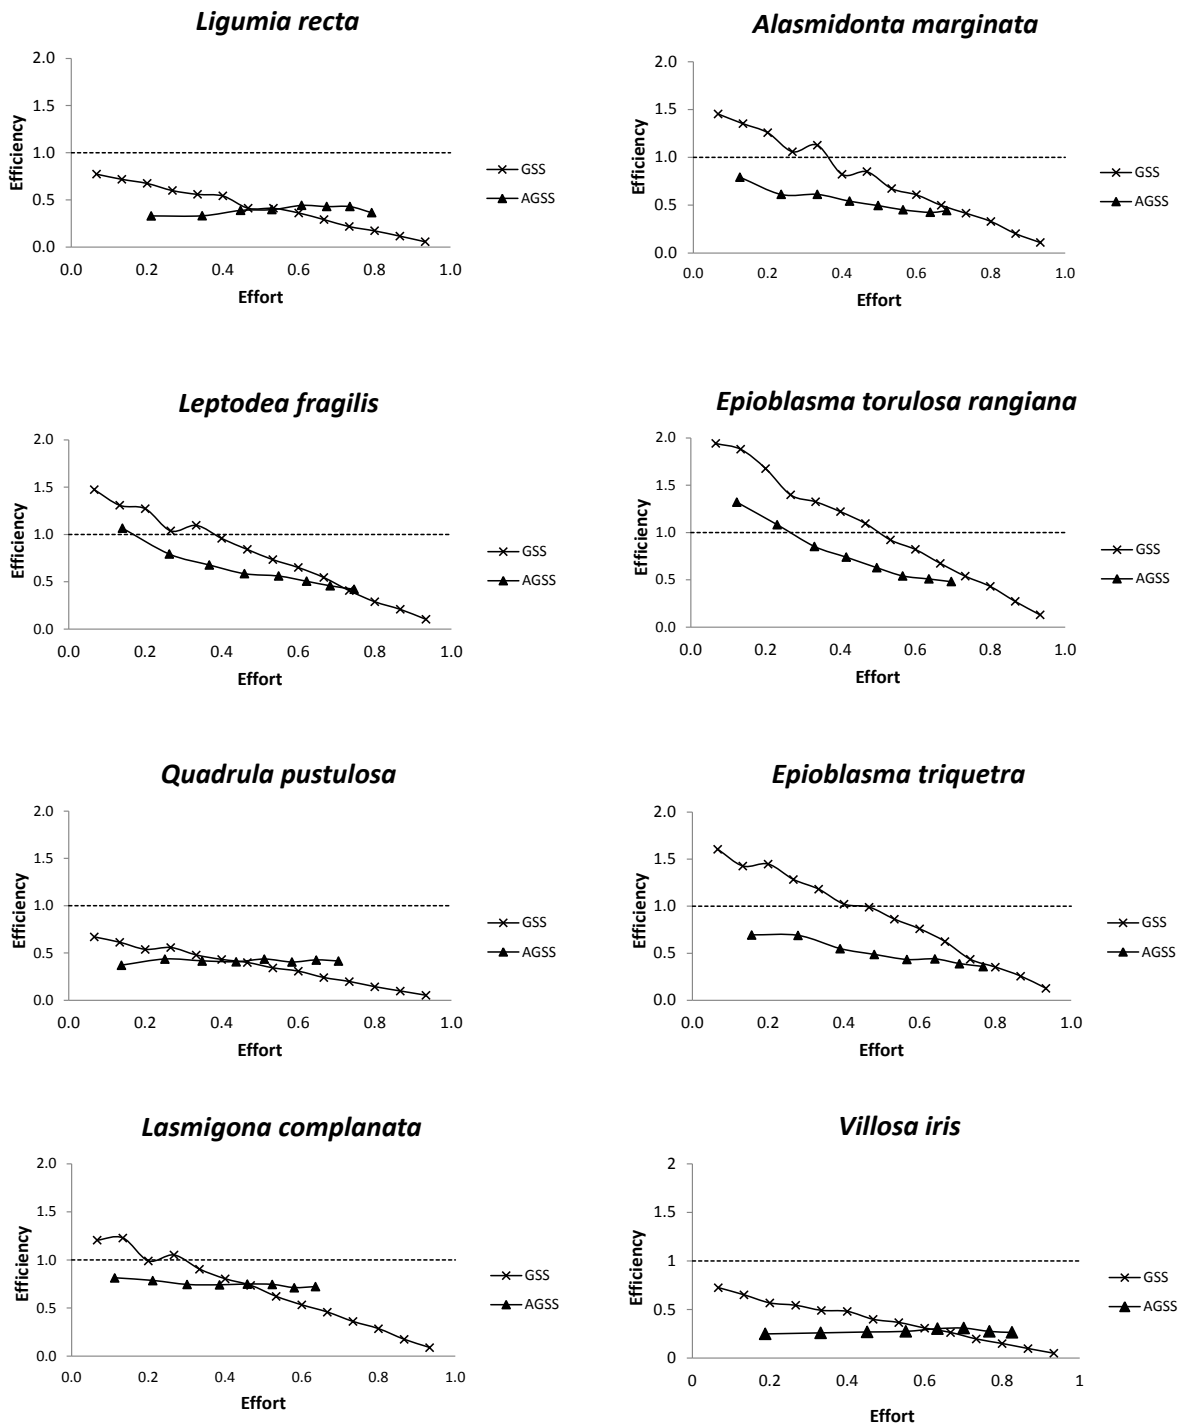 Ligumia recta
2.0
1.5
1.0
0.5
0.0
Efficiency
0.0 0.2 0.4 0.6 0.8 1.0
Effort
GSS
AGSS
Alasmidonta marginata
2.0
1.5
1.0
0.5
0.0
Efficiency
0.0 0.2 0.4 0.6 0.8 1.0
Effort
GSS
AGSS
Leptodea fragilis
2.0
1.5
1.0
0.5
0.0
Efficiency
0.0 0.2 0.4 0.6 0.8 1.0
Effort
GSS
AGSS
Epioblasma torulosa rangiana
2.0
1.5
1.0
0.5
0.0
Efficiency
0.0 0.2 0.4 0.6 0.8 1.0
Effort
GSS
AGSS
Quadrula pustulosa
2.0
1.5
1.0
0.5
0.0
Efficiency
0.0 0.2 0.4 0.6 0.8 1.0
Effort
GSS
AGSS
Epioblasma triquetra
2.0
1.5
1.0
0.5
0.0
Efficiency
0.0 0.2 0.4 0.6 0.8 1.0
Effort
GSS
AGSS
Lasmigona complanata
2.0
1.5
1.0
0.5
0.0
Efficiency
0.0 0.2 0.4 0.6 0.8 1.0
Effort
GSS
AGSS
Villosa iris
2
1.5
1
0.5
0
Efficiency
0 0.2 0.4 0.6 0.8 1
Effort
GSS
AGSS